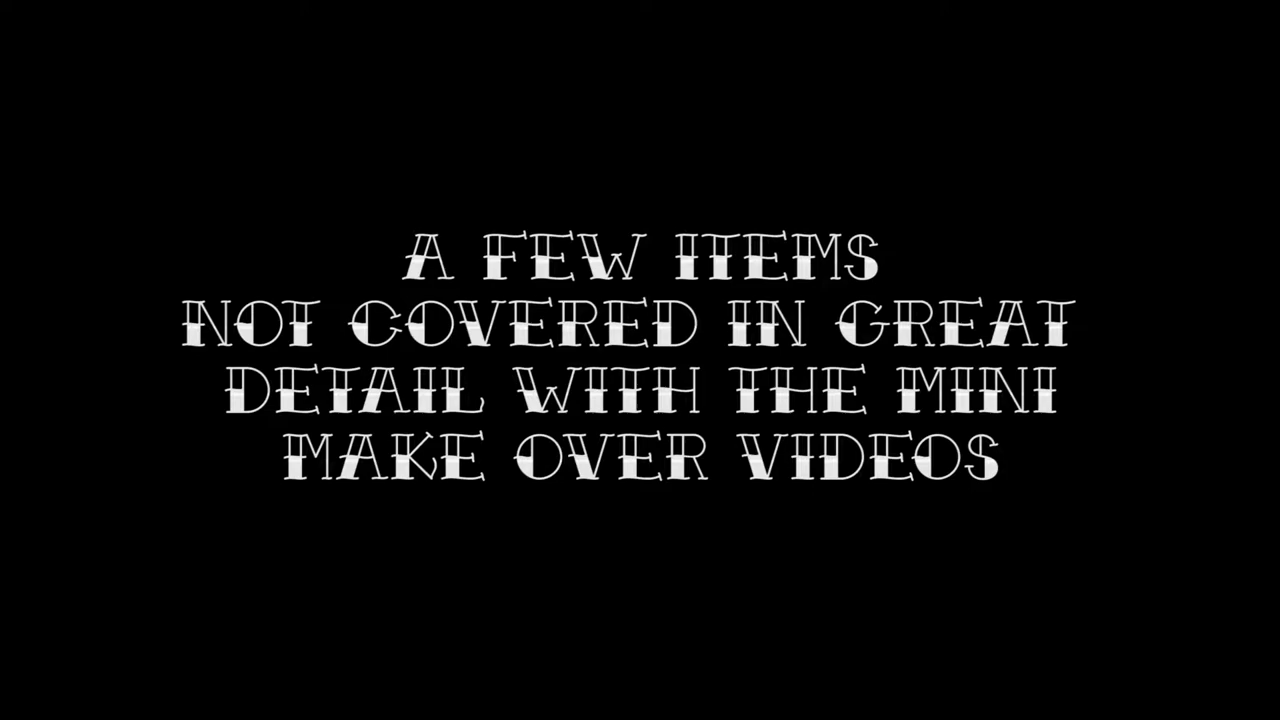 A FEW ITEMS
NOT COVERED IN GREAT
DETAIL WITH THE MINI
MAKE OVER VIDEOS